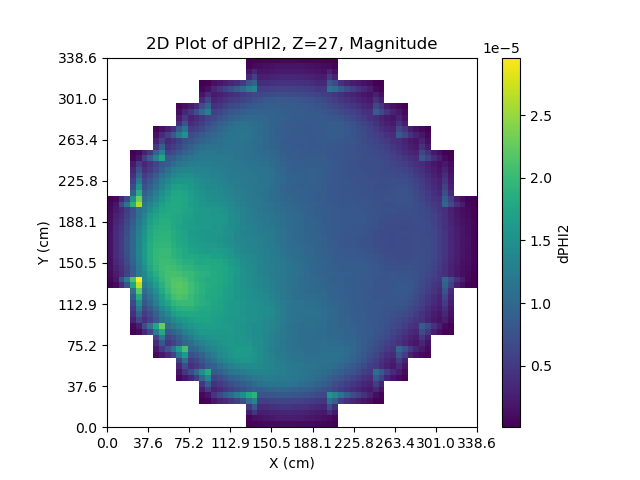 2D Plot of dPHI2, Z=27, Magnitude
1e−5
338.6
301.0
263.4
225.8
188.1
150.5
112.9
75.2
37.6
0.0
Y (cm)
0.0 37.6 75.2 112.9 150.5 188.1 225.8 263.4 301.0 338.6
X (cm)
2.5
2.0
1.5
1.0
0.5
dPHI2